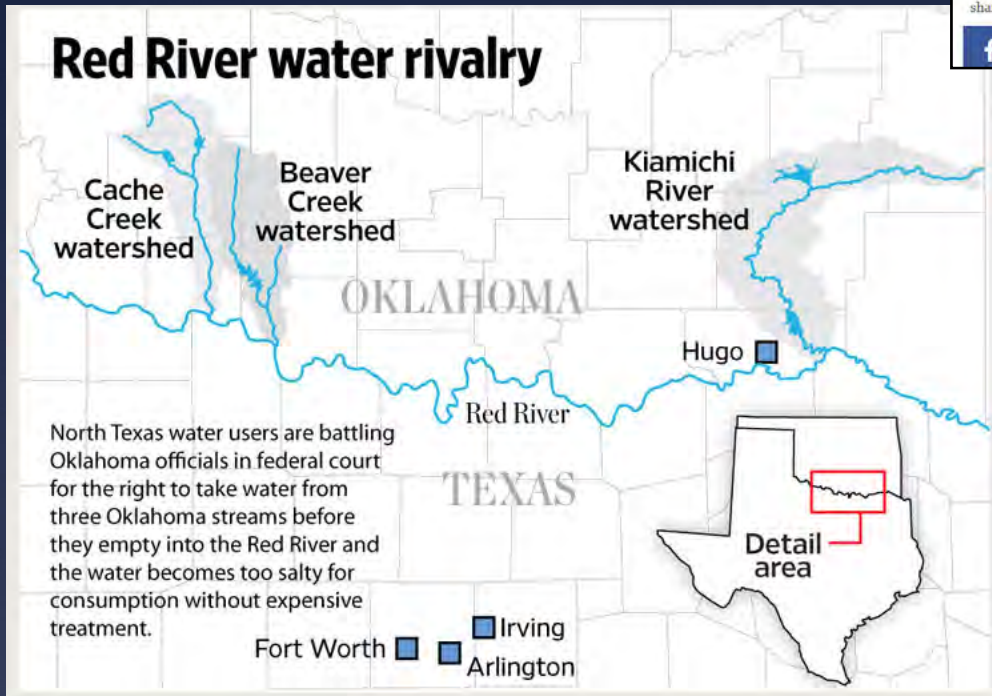 Red River water rivalry
Cache
Creek
watershed
Beaver
Creek
watershed
Kiamichi
River
watershed
OKLAHOMA
Hugo
Red River
TEXAS
North Texas water users are battling
Oklahoma officials in federal court
for the right to take water from
three Oklahoma streams before
they empty into the Red River and
the water becomes too salty for
consumption without expensive
treatment.
Detail
area
Irving
Fort Worth
Arlington